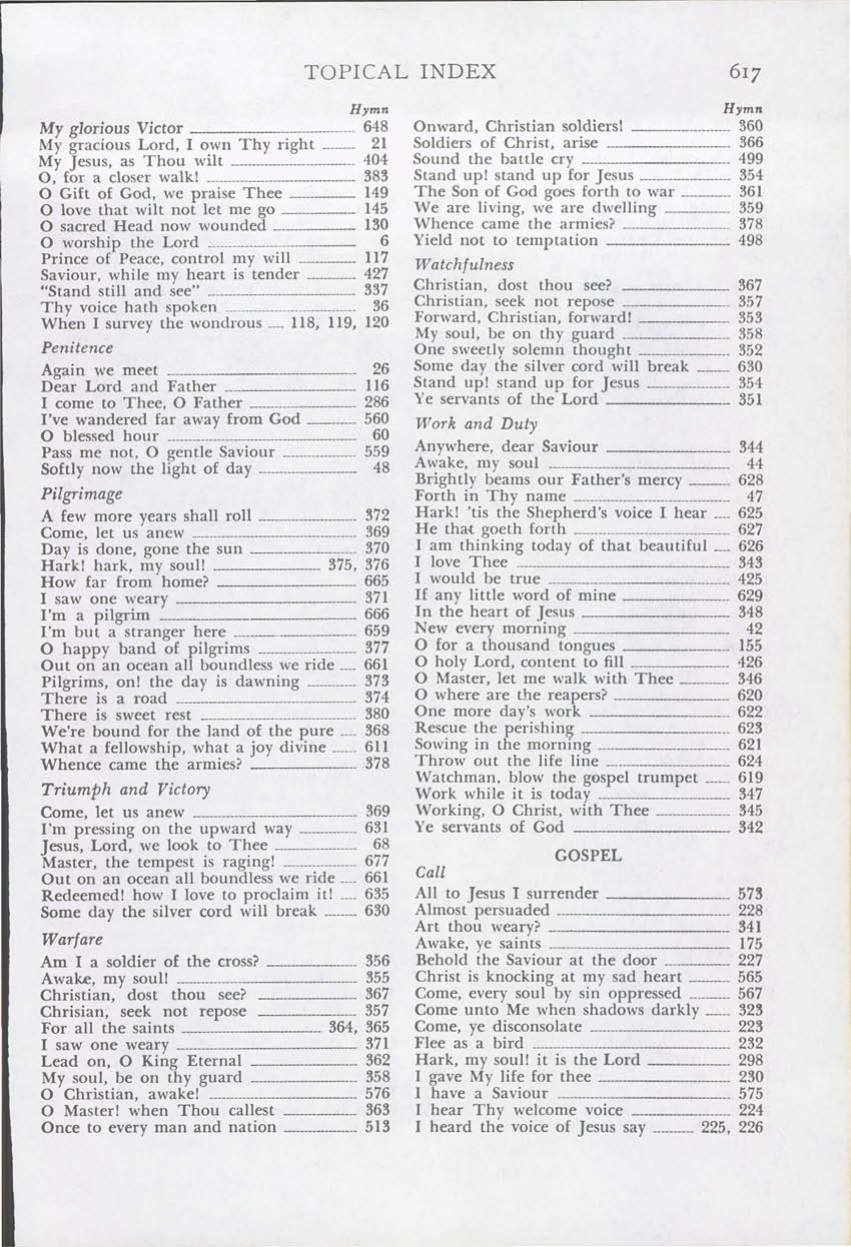 TOPICAL INDEX 617
Hymn
My glorious Victor 648
My gracious Lord, I own Thy right 21
My Jesus, as Thou wilt 404
O, for a closer walk! 383
O Gift of God, we praise Thee 149
O love that wilt not let me go 145
O sacred Head now wounded 130
O worship the Lord 6
Prince of Peace, control my will 117
Saviour, while my heart is tender 427
"Stand still and see" 337
Thy voice hath spoken 36
When I survey the wondrous 118, 119, 120
Penitence
Again we meet 26
Dear Lord and Father 116
I come to Thee, O Father 286
I've wandered far away from God 560
O blessed hour 60
Pass me not, O gentle Saviour 559
Softly now the light of day 48
Pilgrimage
A few more years shall roll 372
Come, let us anew 369
Day is done, gone the sun 370
Hark! hark, my soul! 375, 376
How far from home? 665
I saw one weary 371
I'm a pilgrim 666
I'm but a stranger here 659
O happy band of pilgrims 377
Out on an ocean all boundless we ride 661
Pilgrims, on! the day is dawning 373
There is a road 374
There is sweet rest 380
We're bound for the land of the pure 368
What a fellowship, what a joy divine 611
Whence came the armies? 378
Triumph and Victory
Come, let us anew 369
I'm pressing on the upward way 631
Jesus, Lord, we look to Thee 68
Master, the tempest is raging! 677
Out on an ocean all boundless we ride 661
Redeemed! how I love to proclaim it! 635
Some day the silver cord will break 630
Warfare
Am I a soldier of the cross? 356
Awake, my soul! 355
Christian, dost thou see? 367
Chrisian, seek not repose 357
For all the saints 364, 365
I saw one weary 371
Lead on, O King Eternal 362
My soul, be on thy guard 358
O Christian, awake! 576
O Master! when Thou callest 363
Once to every man and nation 513
Hymn
Onward, Christian soldiers! 360
Soldiers of Christ, arise 366
Sound the battle cry 499
Stand up! stand up for Jesus 354
The Son of God goes forth to war 361
We are living, we are dwelling 359
Whence came the armies? 378
Yield not to temptation 498
Watchfulness
Christian, dost thou see? 367
Christian, seek not repose 357
Forward, Christian, forward! 353
My soul, be on thy guard 358
One sweetly solemn thought 352
Some day the silver cord will break 630
Stand up! stand up for Jesus 354
Ye servants of the Lord 351
Work and Duty
Anywhere, dear Saviour 344
Awake, my soul 44
Brightly beams our Father's mercy 628
Forth in Thy name 47
Hark! 'tis the Shepherd's voice I hear 625
He that goeth forth 627
I am thinking today of that beautiful 626
I love Thee 343
I would be true 425
If any little word of mine 629
In the heart of Jesus 348
New every morning 42
O for a thousand tongues 155
O holy Lord, content to fill 426
O Master, let me walk with Thee 346
O where are the reapers? 620
One more day's work 622
Rescue the perishing 623
Sowing in the morning 621
Throw out the life line 624
Watchman, blow the gospel trumpet 619
Work while it is today 347
Working, O Christ, with Thee 345
Ye servants of God 342
GOSPEL
Call
All to Jesus I surrender 573
Almost persuaded 228
Art thou weary? 341
Awake, ye saints 175
Behold the Saviour at the door 227
Christ is knocking at my sad heart 565
Come, every soul by sin oppressed 567
Come unto Me when shadows darkly 323
Come, ye disconsolate 223
Flee as a bird 232
Hark, my soul! it is the Lord 298
I gave My life for thee 230
I have a Saviour 575
I hear Thy welcome voice 224
I heard the voice of Jesus say 225, 226